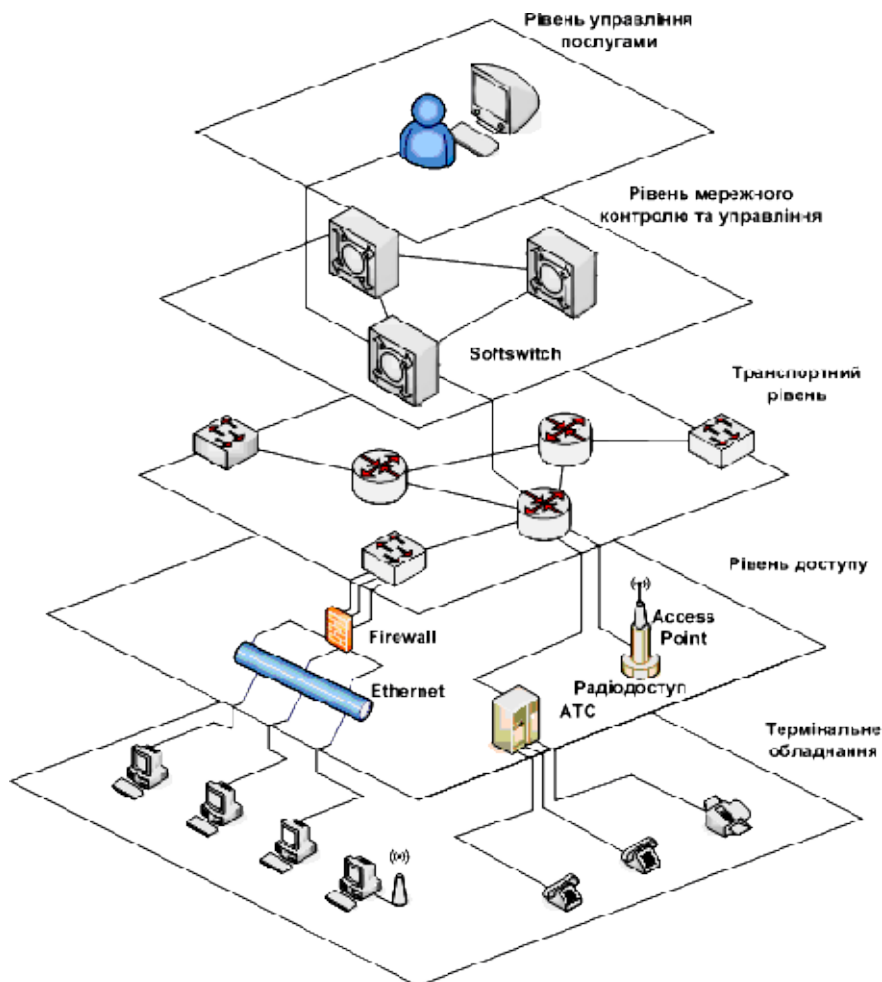 Рівень управління
послугами
Рівень мережного
контролю та управління
Softswitch
Транспортний
рівень
Рівень доступу
Firewall
Access
Point
Ethernet
Радіодоступ
АТС
Термінальне
обладнання